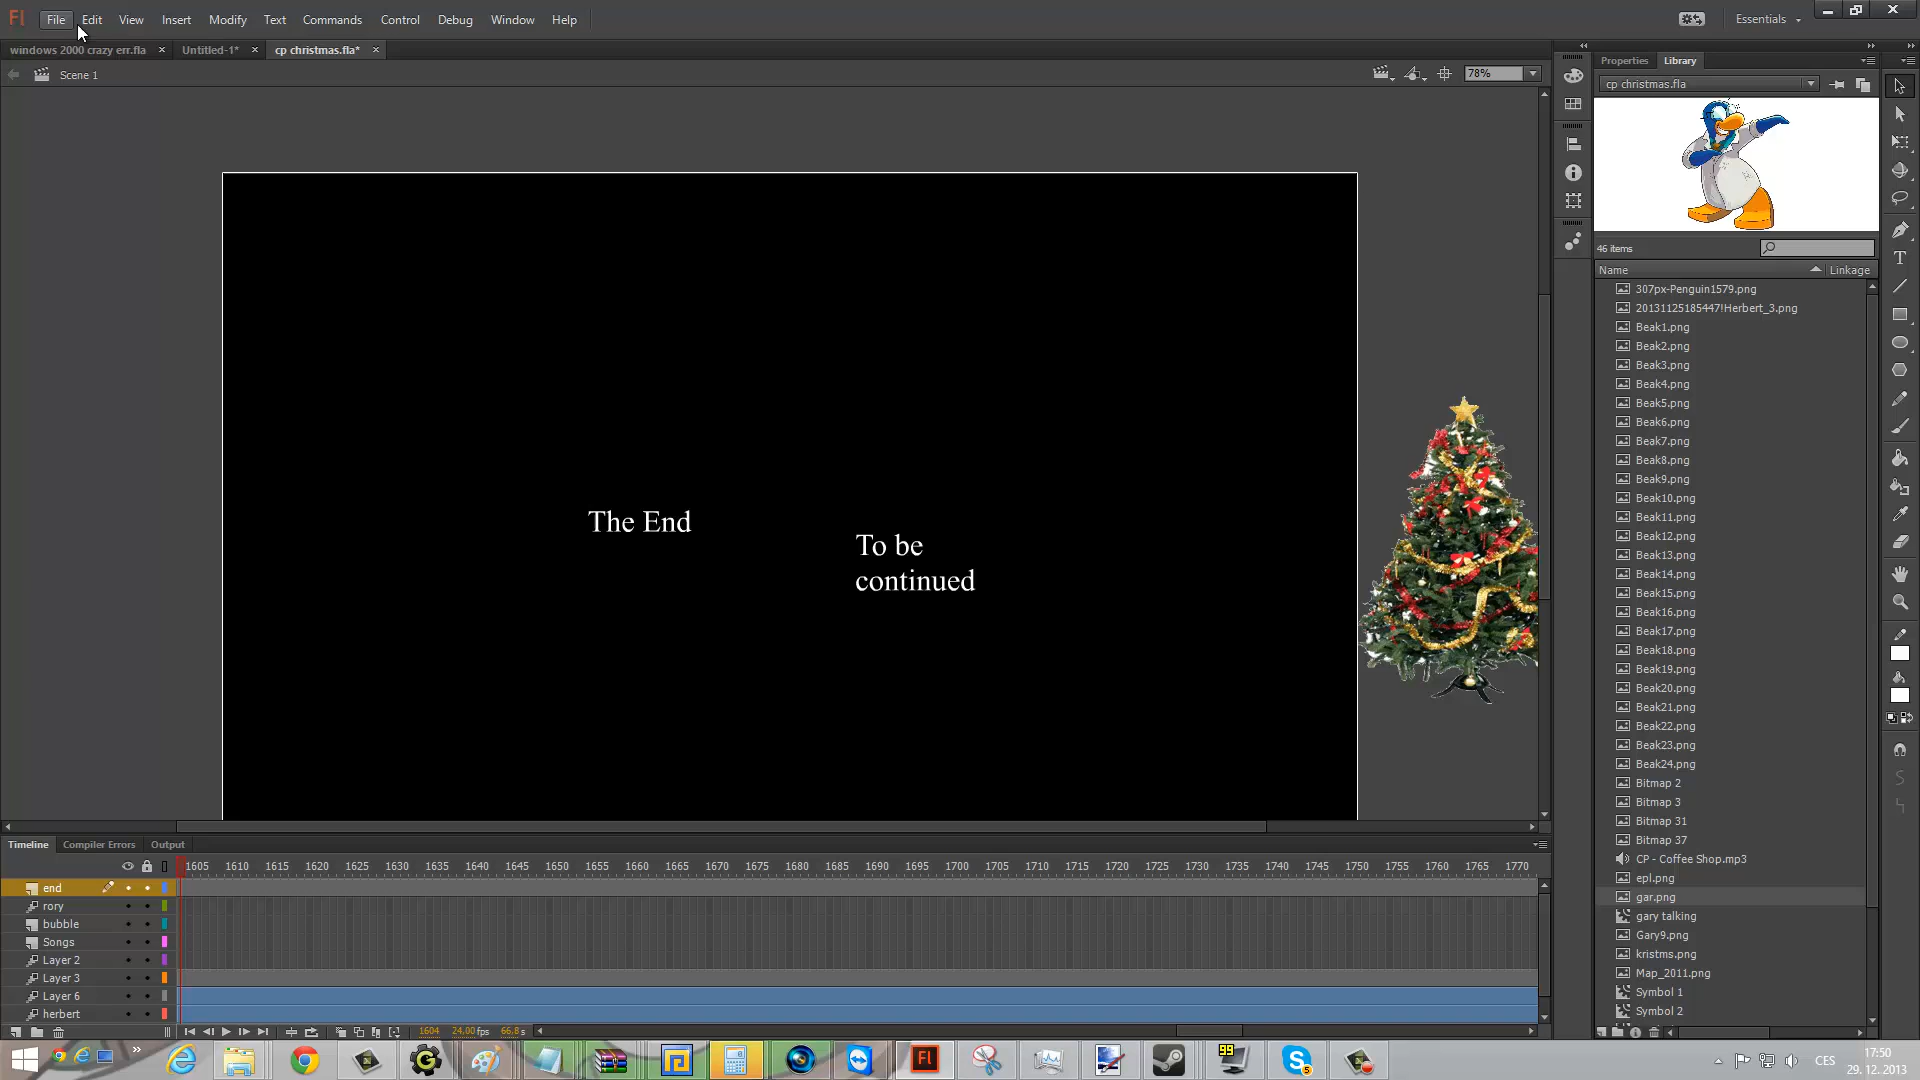 Fl File Edit View Insert Modify Text Commands Control Debug Window Help Essentials
windows 2000 crazy err.fla Untitled-1* cp christmas.fla*
Scene 1 78%
Properties Library
cp christmas.fla
46 items
Name Linkage
307px-Penguin1579.png
20131125185447!Herbert_3.png
Beak1.png
Beak2.png
Beak3.png
Beak4.png
Beak5.png
Beak6.png
Beak7.png
Beak8.png
Beak9.png
Beak10.png
Beak11.png
Beak12.png
Beak13.png
Beak14.png
Beak15.png
Beak16.png
Beak17.png
Beak18.png
Beak19.png
Beak20.png
Beak21.png
Beak22.png
Beak23.png
Beak24.png
Bitmap 2
Bitmap 3
Bitmap 31
Bitmap 37
CP - Coffee Shop.mp3
epl.png
gar.png
gary talking
Gary9.png
kristms.png
Map_2011.png
Symbol 1
Symbol 2
The End
To be
continued
Timeline Compiler Errors Output
1605 1610 1615 1620 1625 1630 1635 1640 1645 1650 1655 1660 1665 1670 1675 1680 1685 1690 1695 1700 1705 1710 1715 1720 1725 1730 1735 1740 1745 1750 1755 1760 1765 1770
end
rory
bubble
Songs
Layer 2
Layer 3
Layer 6
herbert
1604 24,00 fps 66,8 s
Fl 99 S 5 CES
17:50
29. 12. 2013